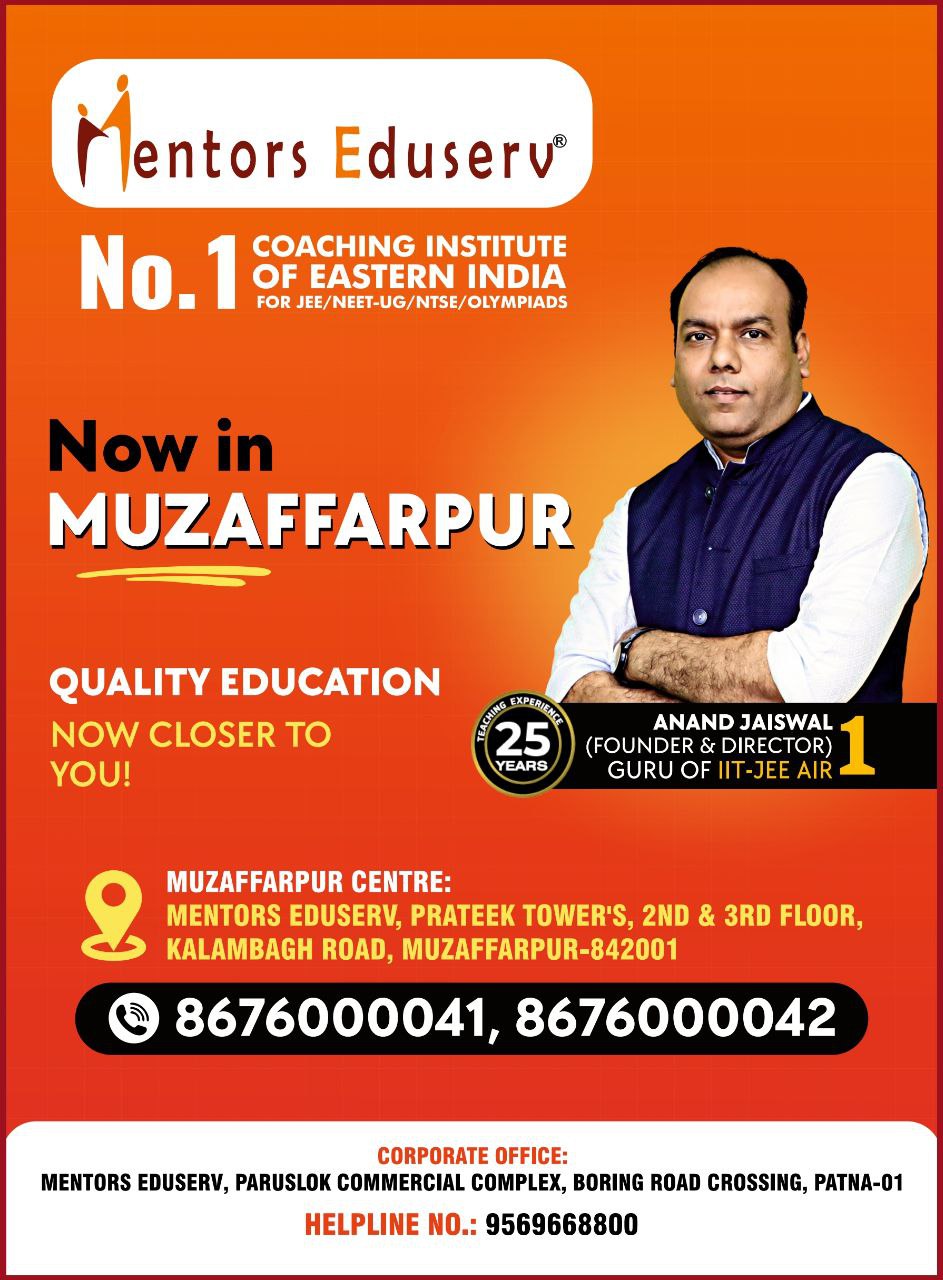 Mentors Eduserv®
No. 1 COACHING INSTITUTE
OF EASTERN INDIA
FOR JEE/NEET-UG/NTSE/OLYMPIADS
Now in
MUZAFFARPUR
QUALITY EDUCATION
NOW CLOSER TO
YOU!
TEACHING EXPERIENCE
25
YEARS
ANAND JAISWAL
(FOUNDER & DIRECTOR)
GURU OF IIT-JEE AIR 1
MUZAFFARPUR CENTRE:
MENTORS EDUSERV, PRATEEK TOWER'S, 2ND & 3RD FLOOR,
KALAMBAGH ROAD, MUZAFFARPUR-842001
8676000041, 8676000042
CORPORATE OFFICE:
MENTORS EDUSERV, PARUSLOK COMMERCIAL COMPLEX, BORING ROAD CROSSING, PATNA-01
HELPLINE NO.: 9569668800